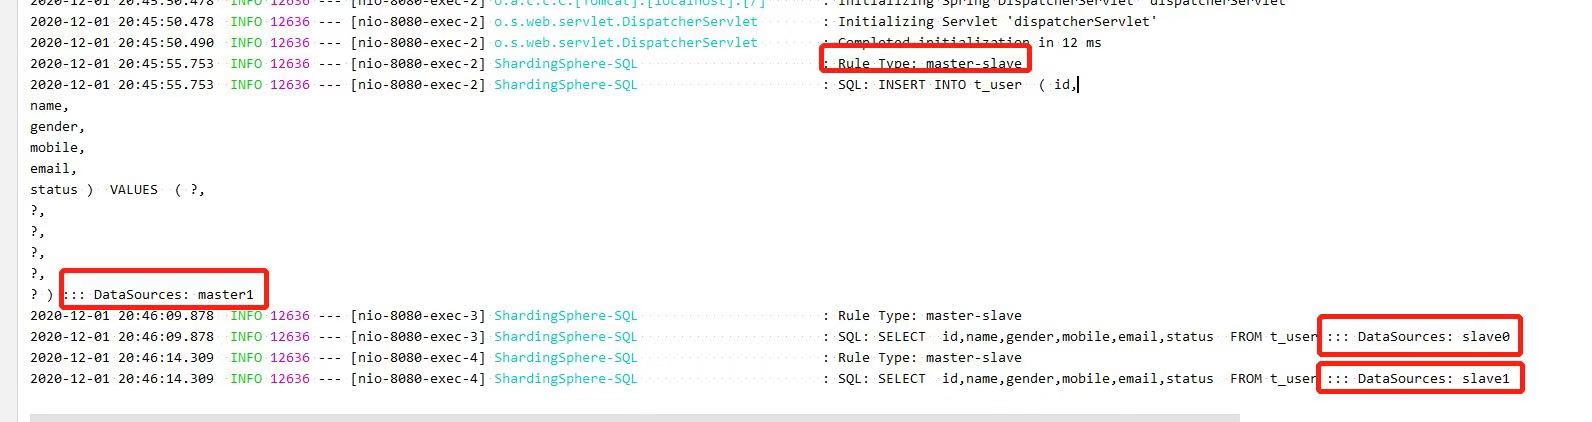 2020-12-01 20:45:50.478  INFO 12636 --- [nio-8080-exec-2] o.a.c.c.C.[Tomcat].[localhost].[/]       : Initializing Spring DispatcherServlet 'dispatcherServlet'
2020-12-01 20:45:50.478  INFO 12636 --- [nio-8080-exec-2] o.s.web.servlet.DispatcherServlet        : Initializing Servlet 'dispatcherServlet'
2020-12-01 20:45:50.490  INFO 12636 --- [nio-8080-exec-2] o.s.web.servlet.DispatcherServlet        : Completed initialization in 12 ms
2020-12-01 20:45:55.753  INFO 12636 --- [nio-8080-exec-2] ShardingSphere-SQL                       : Rule Type: master-slave
2020-12-01 20:45:55.753  INFO 12636 --- [nio-8080-exec-2] ShardingSphere-SQL                       : SQL: INSERT INTO t_user  ( id,
name,
gender,
mobile,
email,
status )  VALUES  ( ?,
?,
?,
?,
?,
? ) ::: DataSources: master1
2020-12-01 20:46:09.878  INFO 12636 --- [nio-8080-exec-3] ShardingSphere-SQL                       : Rule Type: master-slave
2020-12-01 20:46:09.878  INFO 12636 --- [nio-8080-exec-3] ShardingSphere-SQL                       : SQL: SELECT  id,name,gender,mobile,email,status  FROM t_user ::: DataSources: slave0
2020-12-01 20:46:14.309  INFO 12636 --- [nio-8080-exec-4] ShardingSphere-SQL                       : Rule Type: master-slave
2020-12-01 20:46:14.309  INFO 12636 --- [nio-8080-exec-4] ShardingSphere-SQL                       : SQL: SELECT  id,name,gender,mobile,email,status  FROM t_user ::: DataSources: slave1